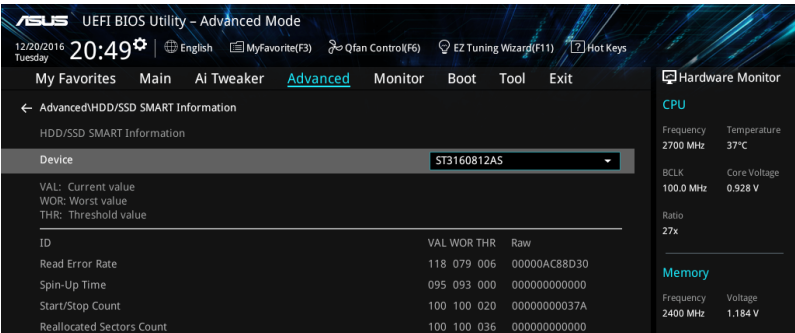 ASUS UEFI BIOS Utility – Advanced Mode
12/20/2016 Tuesday 20:49 English MyFavorite(F3) Qfan Control(F6) EZ Tuning Wizard(F11) ? Hot Keys
My Favorites Main Ai Tweaker Advanced Monitor Boot Tool Exit
← Advanced\HDD/SSD SMART Information
HDD/SSD SMART Information
Device ST3160812AS
VAL: Current value
WOR: Worst value
THR: Threshold value
ID VAL WOR THR Raw
Read Error Rate 118 079 006 00000AC88D30
Spin-Up Time 095 093 000 000000000000
Start/Stop Count 100 100 020 00000000037A
Reallocated Sectors Count 100 100 036 000000000000
Hardware Monitor
CPU
Frequency Temperature
2700 MHz 37°C
BCLK Core Voltage
100.0 MHz 0.928 V
Ratio
27x
Memory
Frequency Voltage
2400 MHz 1.184 V